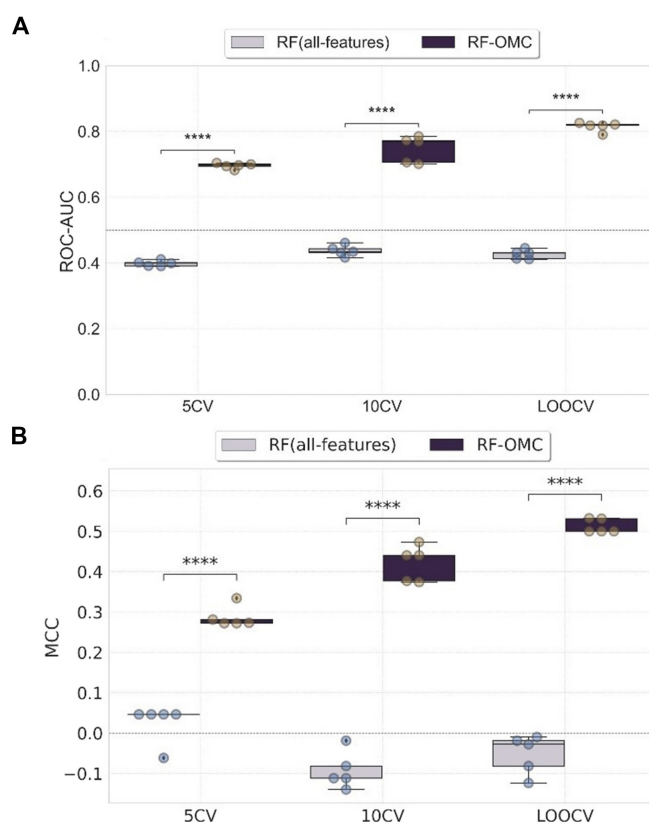 A
RF(all-features) RF-OMC
1.0
0.8
0.6
0.4
0.2
0.0
ROC-AUC
**** **** ****
5CV 10CV LOOCV
B
RF(all-features) RF-OMC
0.6
0.5
0.4
0.3
0.2
0.1
0.0
−0.1
MCC
**** **** ****
5CV 10CV LOOCV